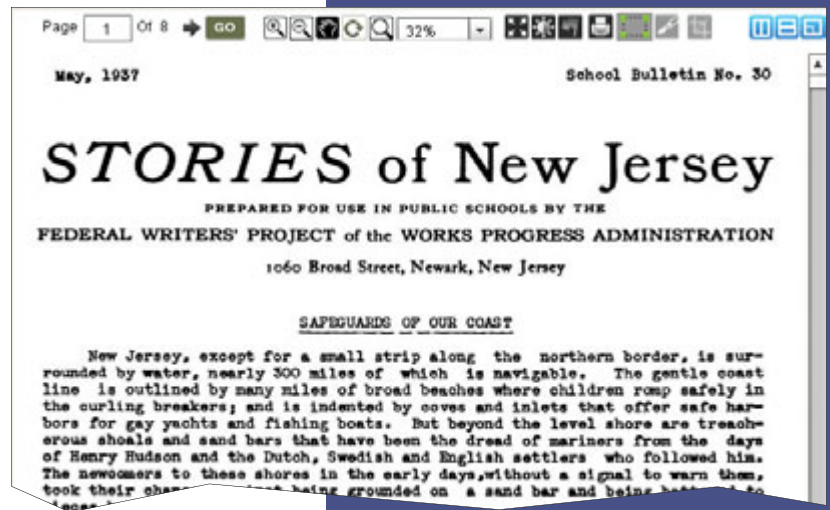 Page 1 Of 8 GO 32%
May, 1937 School Bulletin No. 30
STORIES of New Jersey
PREPARED FOR USE IN PUBLIC SCHOOLS BY THE
FEDERAL WRITERS' PROJECT of the WORKS PROGRESS ADMINISTRATION
1060 Broad Street, Newark, New Jersey
SAFEGUARDS OF OUR COAST
New Jersey, except for a small strip along the northern border, is sur-
rounded by water, nearly 300 miles of which is navigable. The gentle coast
line is outlined by many miles of broad beaches where children romp safely in
the curling breakers; and is indented by coves and inlets that offer safe har-
bors for gay yachts and fishing boats. But beyond the level shore are treach-
erous shoals and sand bars that have been the dread of mariners from the days
of Henry Hudson and the Dutch, Swedish and English settlers who followed him.
The newcomers to these shores in the early days,without a signal to warn them,
took their being grounded on a sand bar and being to